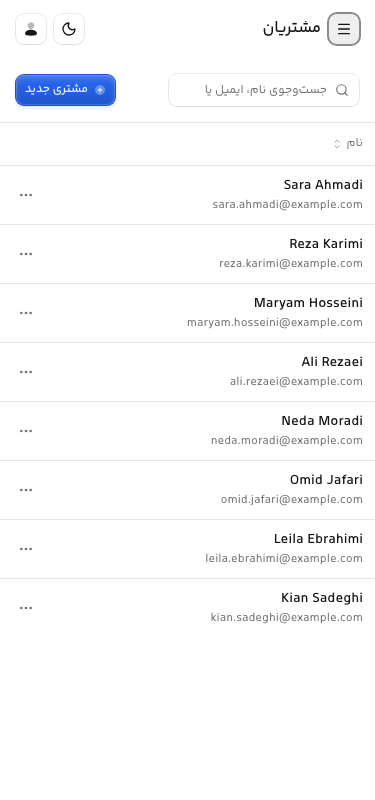 مشتریان
جست‌وجوی نام، ایمیل یا
مشتری جدید
نام
Sara Ahmadi
sara.ahmadi@example.com
Reza Karimi
reza.karimi@example.com
Maryam Hosseini
maryam.hosseini@example.com
Ali Rezaei
ali.rezaei@example.com
Neda Moradi
neda.moradi@example.com
Omid Jafari
omid.jafari@example.com
Leila Ebrahimi
leila.ebrahimi@example.com
Kian Sadeghi
kian.sadeghi@example.com